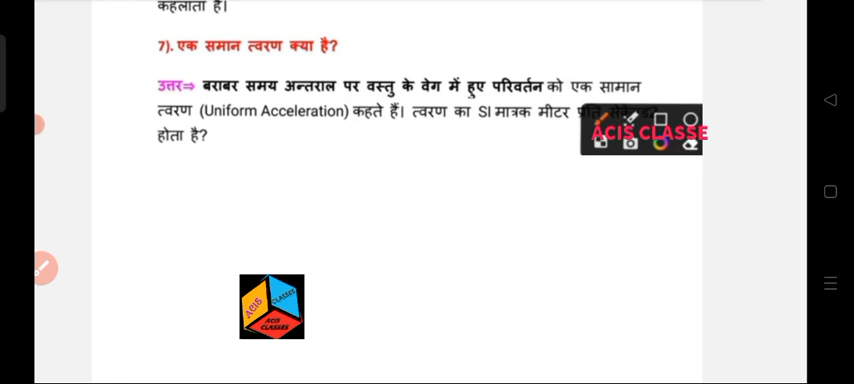 कहलाता है।
7). एक समान त्वरण क्या है?
उत्तर⇒ बराबर समय अन्तराल पर वस्तु के वेग में हुए परिवर्तन को एक सामान
त्वरण (Uniform Acceleration) कहते हैं। त्वरण का SI मात्रक मीटर प्रति
ACIS CLASSE
होता है?
ACIS
CLASSES
ACIS
CLASSES